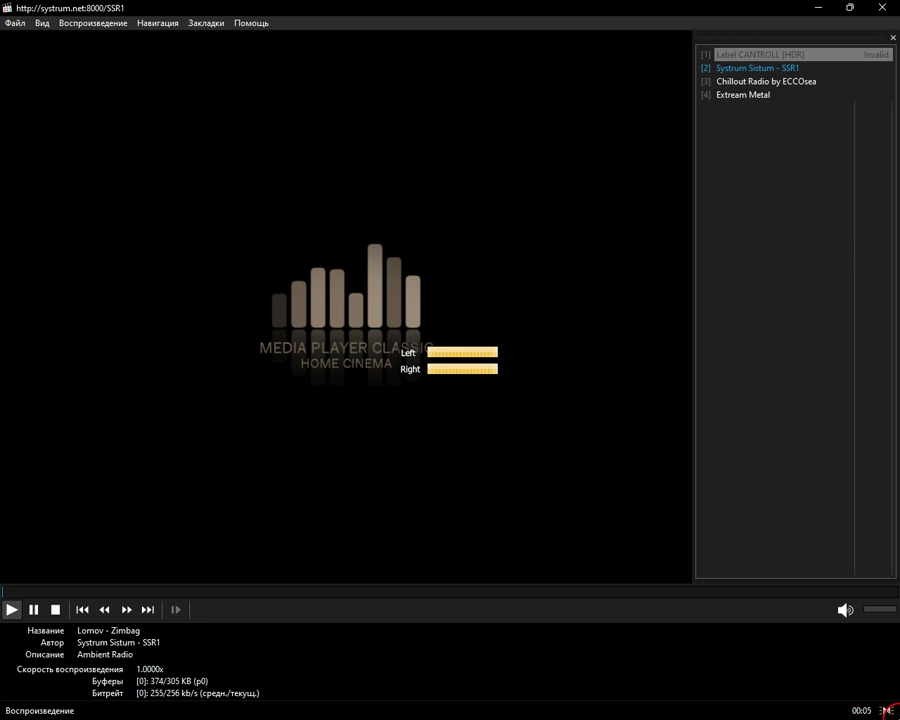 http://systrum.net:8000/SSR1
Файл Вид Воспроизведение Навигация Закладки Помощь
[1] Label CANTROLL [HDR] Invalid
[2] Systrum Sistum - SSR1
[3] Chillout Radio by ECCOsea
[4] Extream Metal
MEDIA PLAYER CLASSIC
HOME CINEMA
Left
Right
Название Lomov - Zimbag
Автор Systrum Sistum - SSR1
Описание Ambient Radio
Скорость воспроизведения 1.0000x
Буферы [0]: 374/305 KB (p0)
Битрейт [0]: 255/256 kb/s (средн./текущ.)
Воспроизведение 00:05